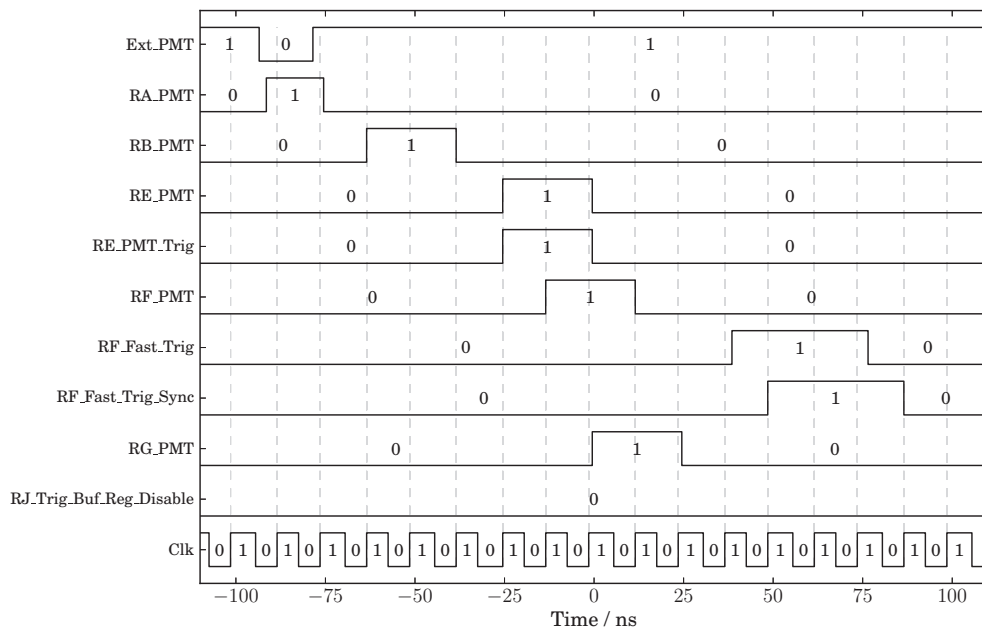 Ext_PMT 1 0 1
RA_PMT 0 1 0
RB_PMT 0 1 0
RE_PMT 0 1 0
RE_PMT_Trig 0 1 0
RF_PMT 0 1 0
RF_Fast_Trig 0 1 0
RF_Fast_Trig_Sync 0 1 0
RG_PMT 0 1 0
RJ_Trig_Buf_Reg_Disable 0
Clk 0 1 0 1 0 1 0 1 0 1 0 1 0 1 0 1 0 1 0 1 0 1 0 1 0 1 0 1 0 1 0 1 0 1
−100 −75 −50 −25 0 25 50 75 100
Time / ns